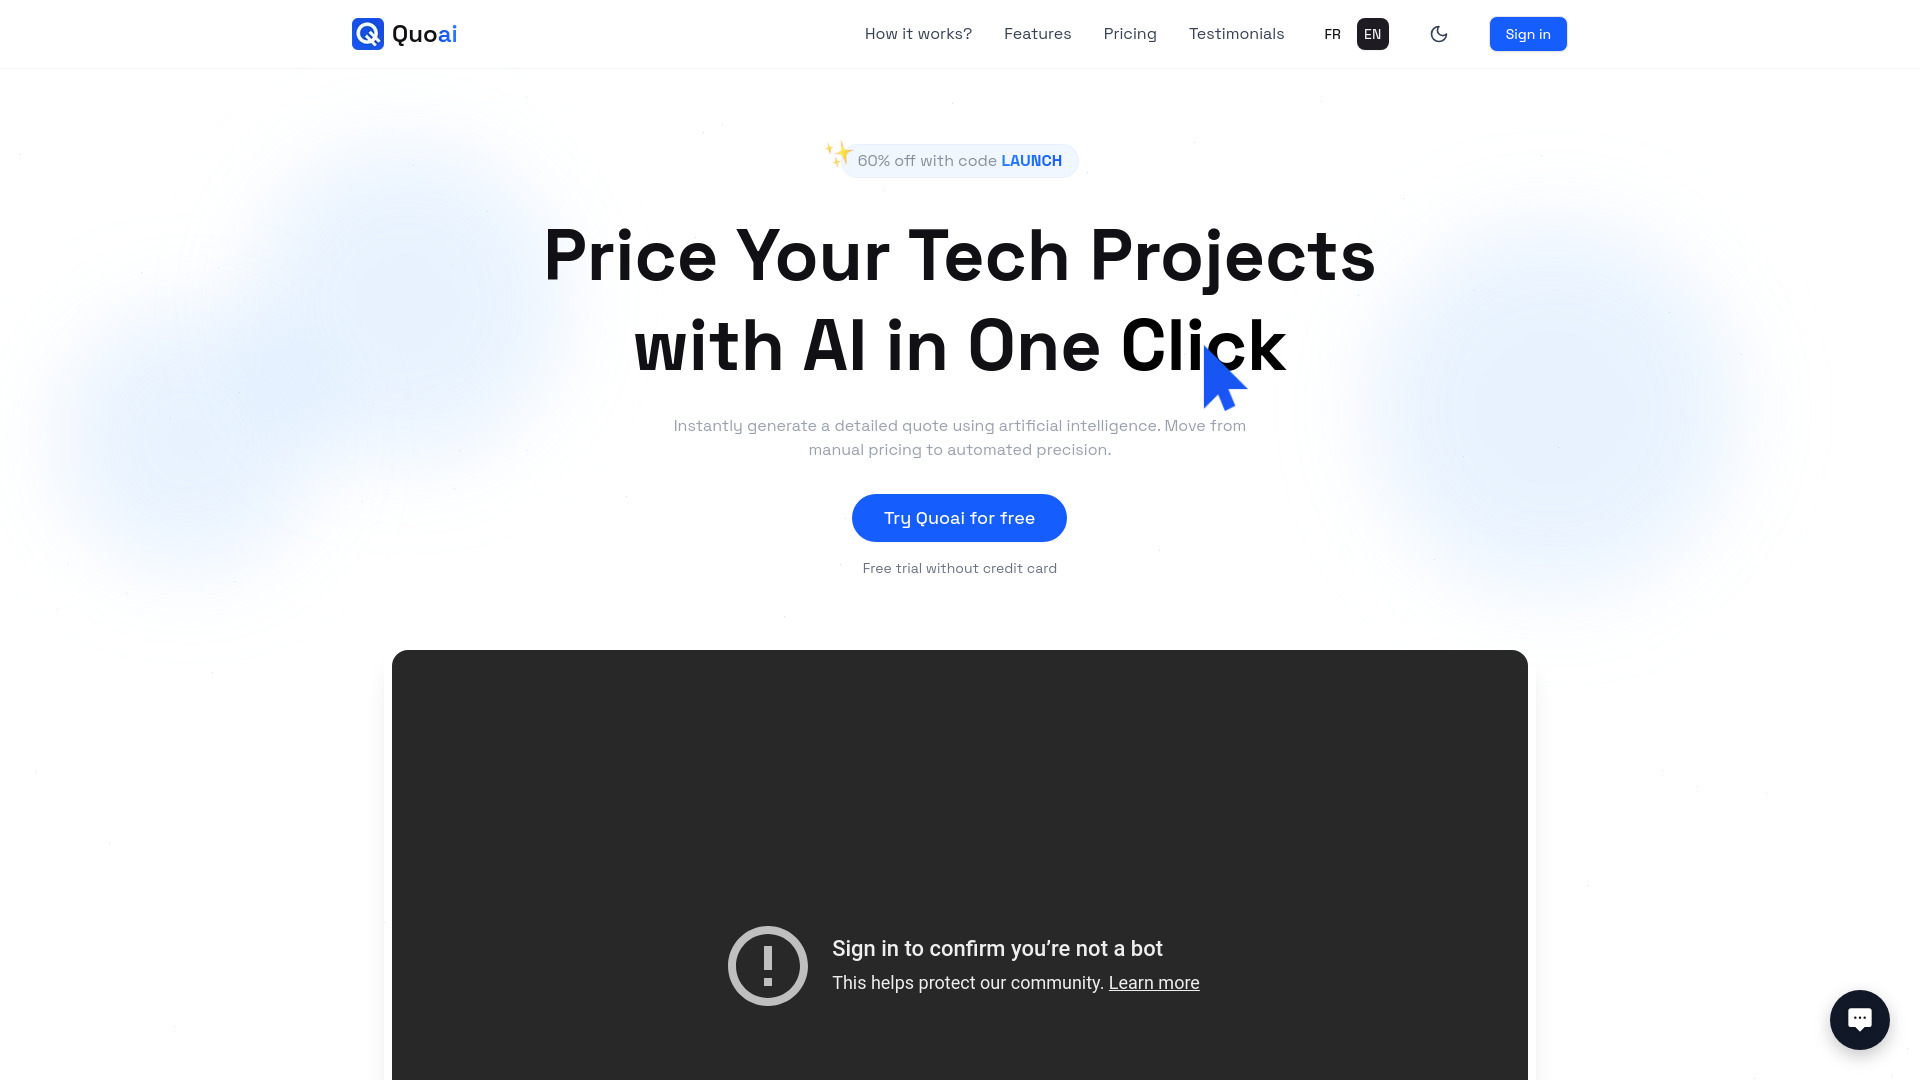 Quoai
How it works?
Features
Pricing
Testimonials
FR
EN
Sign in
60% off with code LAUNCH
Price Your Tech Projects
with AI in One Click
Instantly generate a detailed quote using artificial intelligence. Move from
manual pricing to automated precision.
Try Quoai for free
Free trial without credit card
Sign in to confirm you’re not a bot
This helps protect our community. Learn more